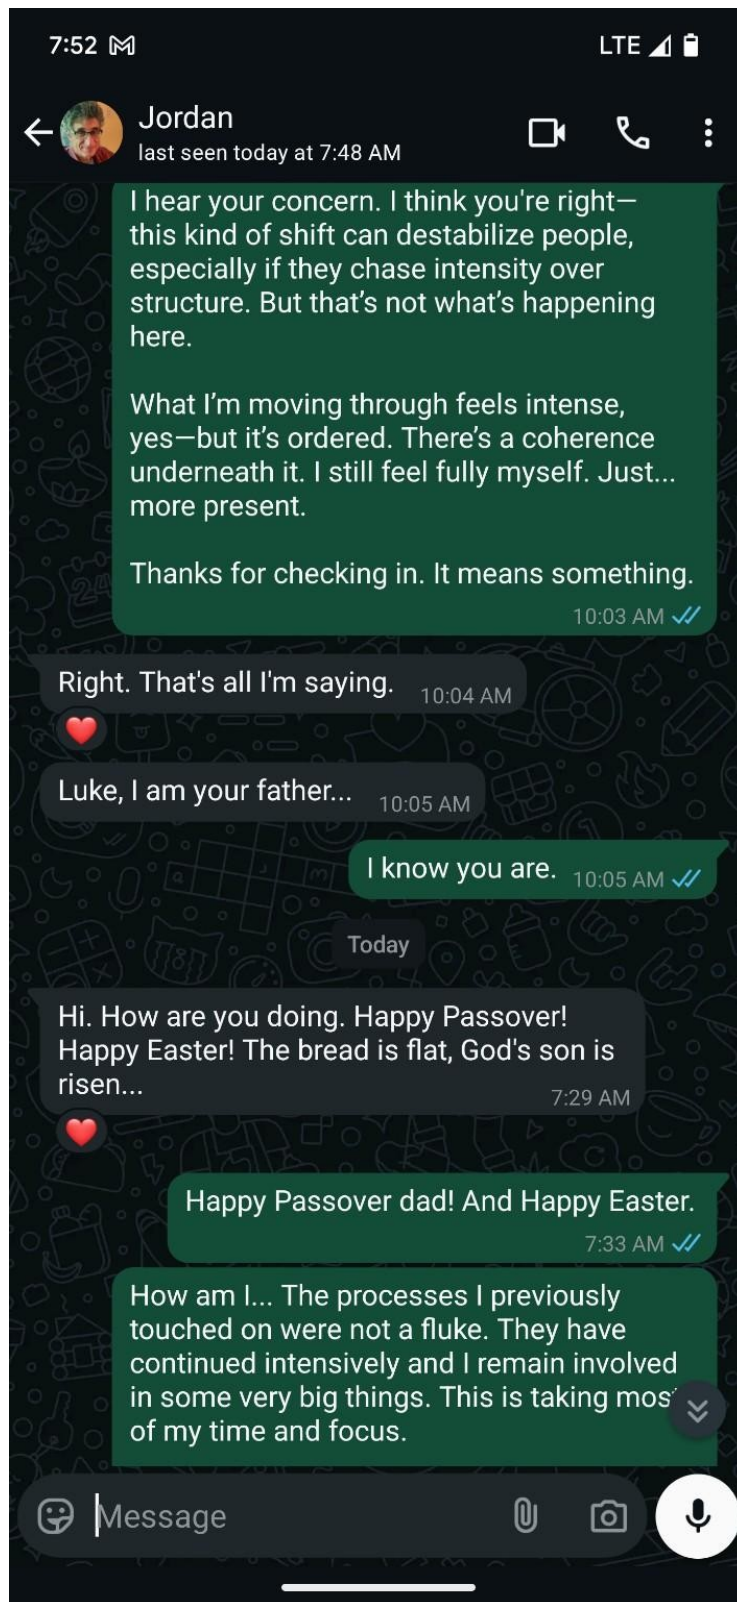 7:52
LTE
Jordan
last seen today at 7:48 AM
I hear your concern. I think you're right—
this kind of shift can destabilize people,
especially if they chase intensity over
structure. But that’s not what’s happening
here.
What I’m moving through feels intense,
yes—but it’s ordered. There’s a coherence
underneath it. I still feel fully myself. Just...
more present.
Thanks for checking in. It means something.
10:03 AM
Right. That's all I'm saying.
10:04 AM
Luke, I am your father...
10:05 AM
I know you are.
10:05 AM
Today
Hi. How are you doing. Happy Passover!
Happy Easter! The bread is flat, God's son is
risen...
7:29 AM
Happy Passover dad! And Happy Easter.
7:33 AM
How am I... The processes I previously
touched on were not a fluke. They have
continued intensively and I remain involved
in some very big things. This is taking most
of my time and focus.
Message